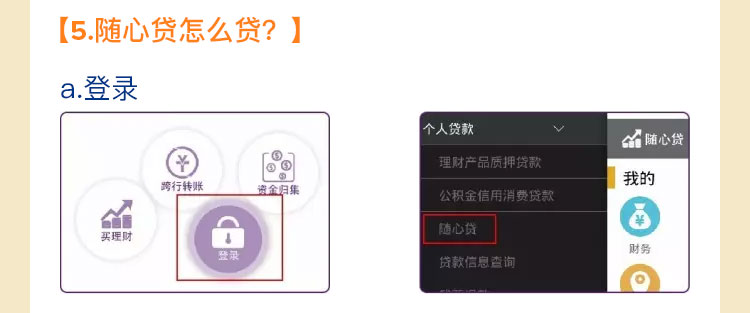 【5.随心贷怎么贷？】
a.登录
跨行转账
资金归集
买理财
登录
个人贷款
理财产品质押贷款
公积金信用消费贷款
随心贷
贷款信息查询
随心贷
我的
财务